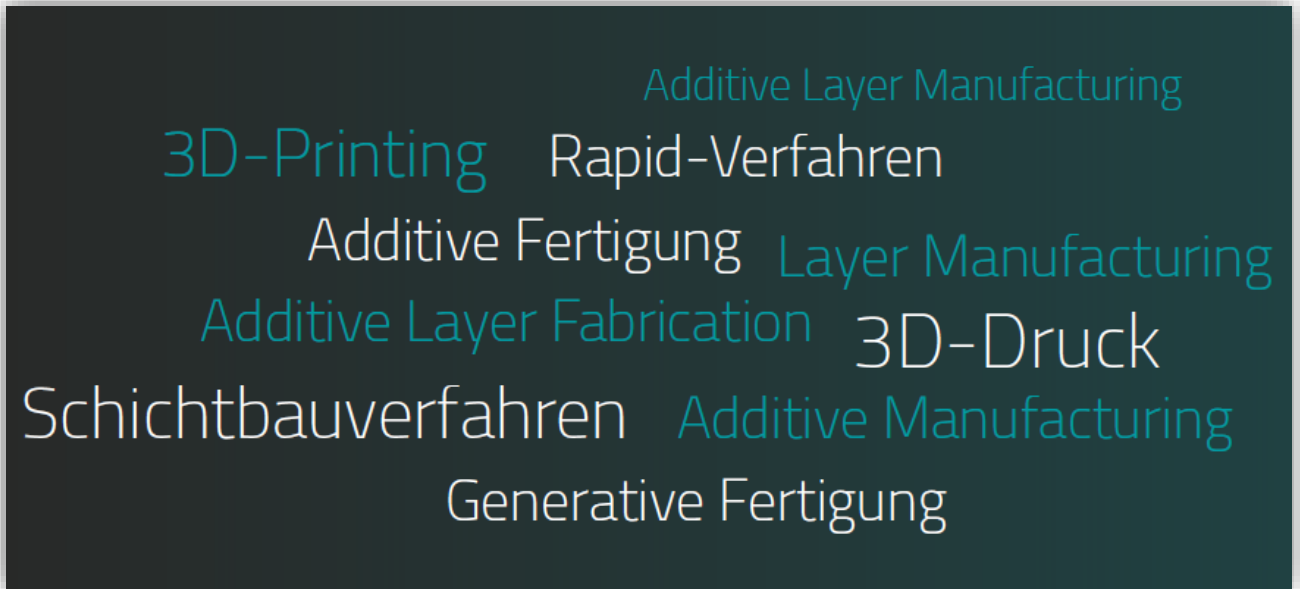 Additive Layer Manufacturing
3D-Printing
Rapid-Verfahren
Additive Fertigung
Layer Manufacturing
Additive Layer Fabrication
3D-Druck
Schichtbauverfahren
Additive Manufacturing
Generative Fertigung